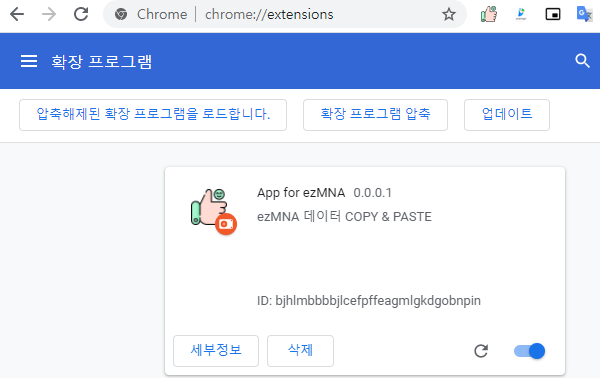 Chrome | chrome://extensions
확장 프로그램
압축해제된 확장 프로그램을 로드합니다. 확장 프로그램 압축 업데이트
App for ezMNA 0.0.0.1
ezMNA 데이터 COPY & PASTE
ID: bjhlmbbbbjlcefpffeagmlgkdgobnpin
세부정보 삭제